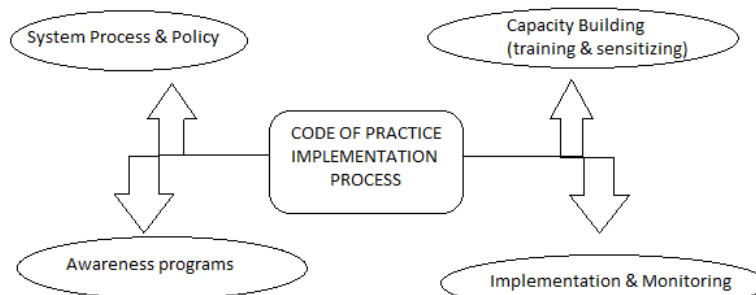 System Process & Policy
Capacity Building
(training & sensitizing)
CODE OF PRACTICE
IMPLEMENTATION
PROCESS
Awareness programs
Implementation & Monitoring